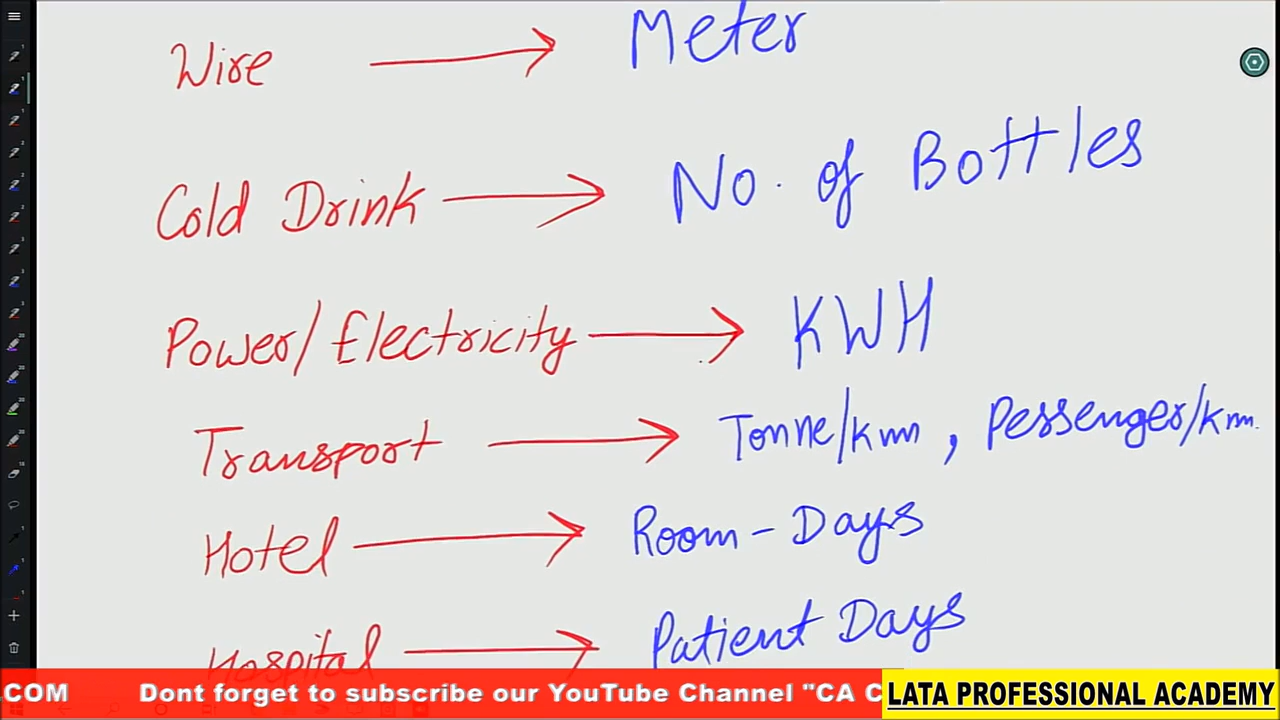 Wire → Meter
Cold Drink → No. of Bottles
Power/Electricity → KWH
Transport → Tonne/km, Pessenger/km.
Hotel → Room-Days
Hospital → Patient Days
.COM Dont forget to subscribe our YouTube Channel "CA C LATA PROFESSIONAL ACADEMY